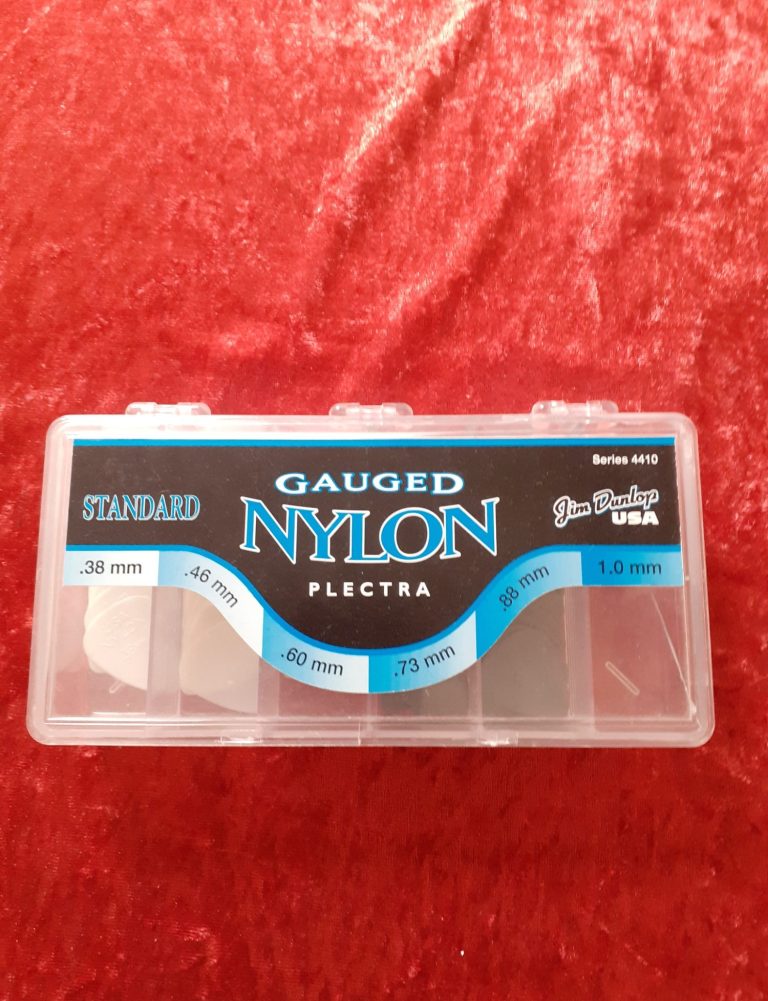 Series 4410
GAUGED
STANDARD
NYLON
Jim Dunlop
USA
PLECTRA
.38 mm
.46 mm
.60 mm
.73 mm
.88 mm
1.0 mm